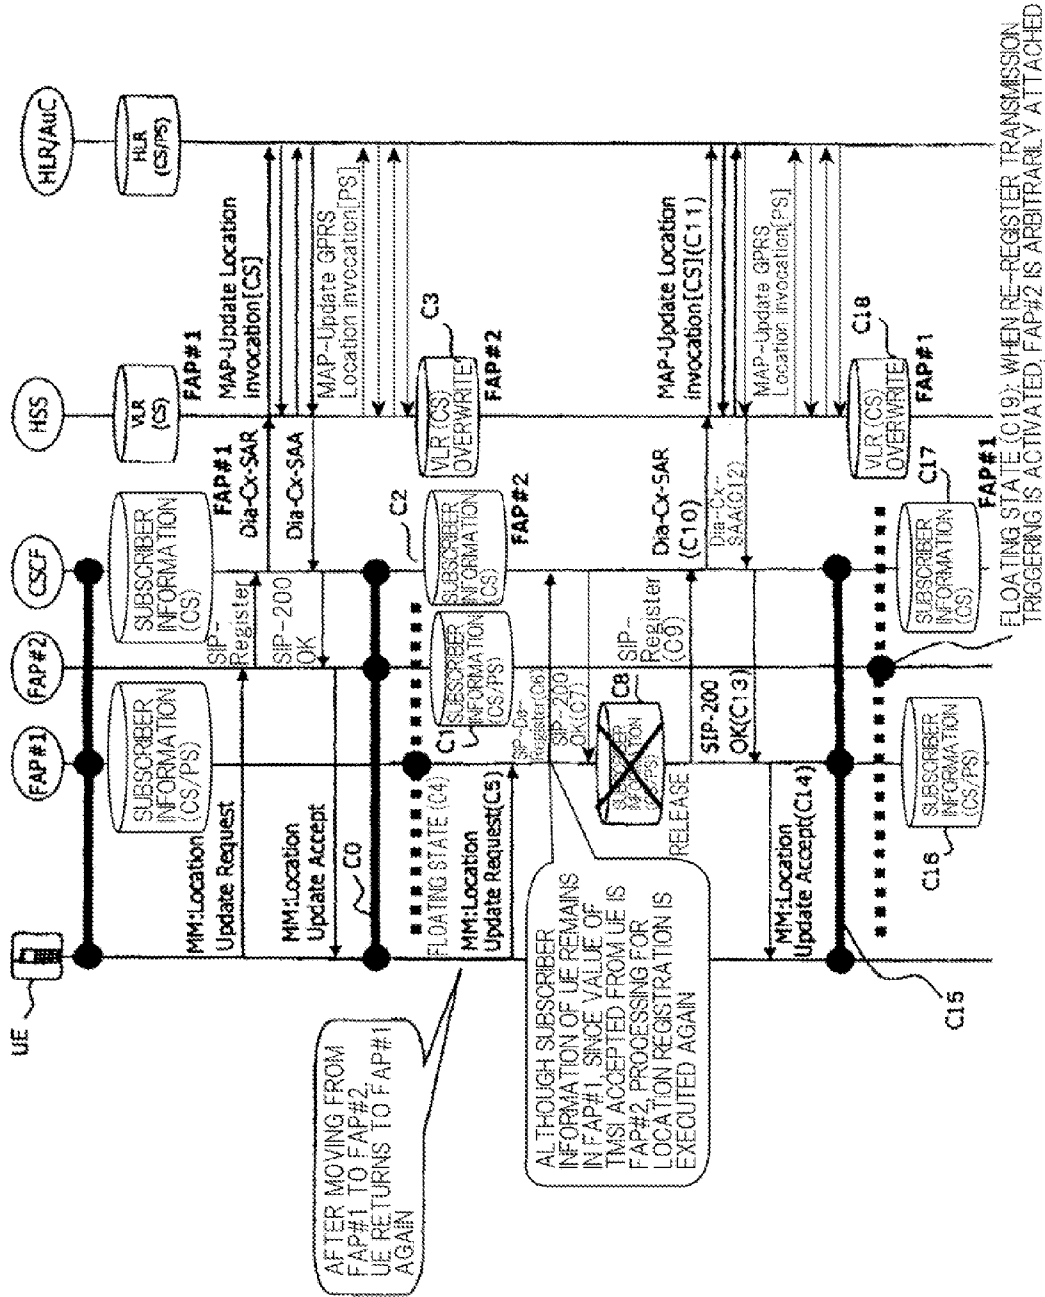 UE
(FAP#1)
(FAP#2)
CSCF
HSS
HLR/AuC
SUBSCRIBER
INFORMATION
(CS/PS)
SUBSCRIBER
INFORMATION
(CS)
VLR
(CS)
HLR
(CS/PS)
FAP#1
MM:Location
Update Request
SIP-
Register
FAP#1
Dia-Cx-SAR
MAP-Update Location
invocation[CS]
MM:Location
Update Accept
SIP-200
OK
Dia-Cx-SAA
MAP-Update GPRS
Location invocation[PS]
C0
C2
C3
FLOATING STATE (C4)
C1
SUBSCRIBER
INFORMATION
(CS/PS)
SUBSCRIBER
INFORMATION
(CS)
FAP#2
VLR (CS)
OVERWRITE
FAP#2
AFTER MOVING FROM
FAP#1 TO FAP#2,
UE RETURNS TO FAP#1
AGAIN
MM:Location
Update Request(C5)
SIP-De-
Register(C6)
SIP-200
OK(C7)
ALTHOUGH SUBSCRIBER
INFORMATION OF UE REMAINS
IN FAP#1, SINCE VALUE OF
TMSI ACCEPTED FROM UE IS
FAP#2, PROCESSING FOR
LOCATION REGISTRATION IS
EXECUTED AGAIN
C8
SUBSCRIBER
INFORMATION
(CS/PS)
RELEASE
SIP-
Register
(C9)
Dia-Cx-SAR
(C10)
MAP-Update Location
invocation[CS](C11)
SIP-200
OK(C13)
Dia-Cx-
SAA(C12)
MAP-Update GPRS
Location invocation[PS]
MM:Location
Update Accept(C14)
C15
C16
SUBSCRIBER
INFORMATION
(CS/PS)
C17
SUBSCRIBER
INFORMATION
(CS)
FAP#1
C18
VLR (CS)
OVERWRITE
FAP#1
FLOATING STATE (C19): WHEN RE-REGISTER TRANSMISSION
TRIGGERING IS ACTIVATED, FAP#2 IS ARBITRARILY ATTACHED